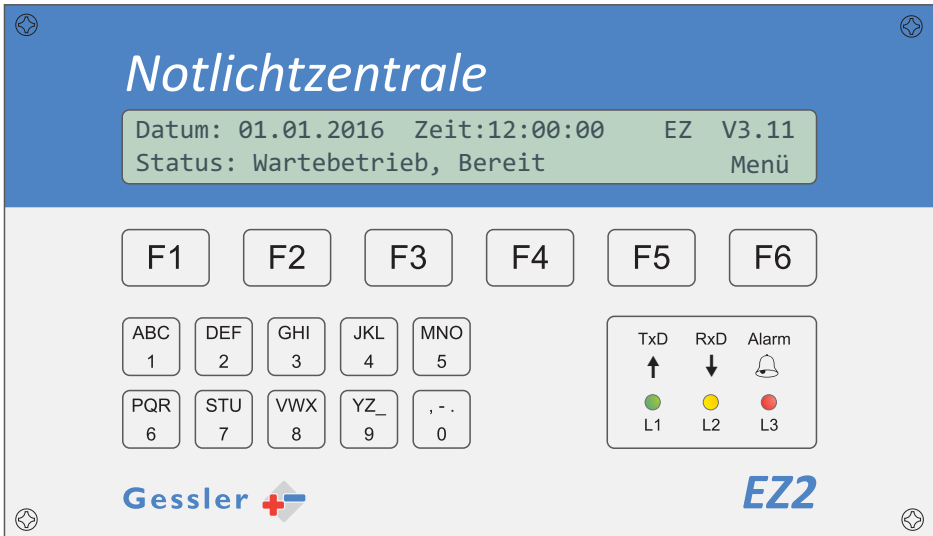 Notlichtzentrale
Datum: 01.01.2016 Zeit:12:00:00 EZ V3.11
Status: Wartebetrieb, Bereit Menü
F1 F2 F3 F4 F5 F6
ABC DEF GHI JKL MNO
1 2 3 4 5
PQR STU VWX YZ_ , - .
6 7 8 9 0
TxD RxD Alarm
L1 L2 L3
Gessler
EZ2